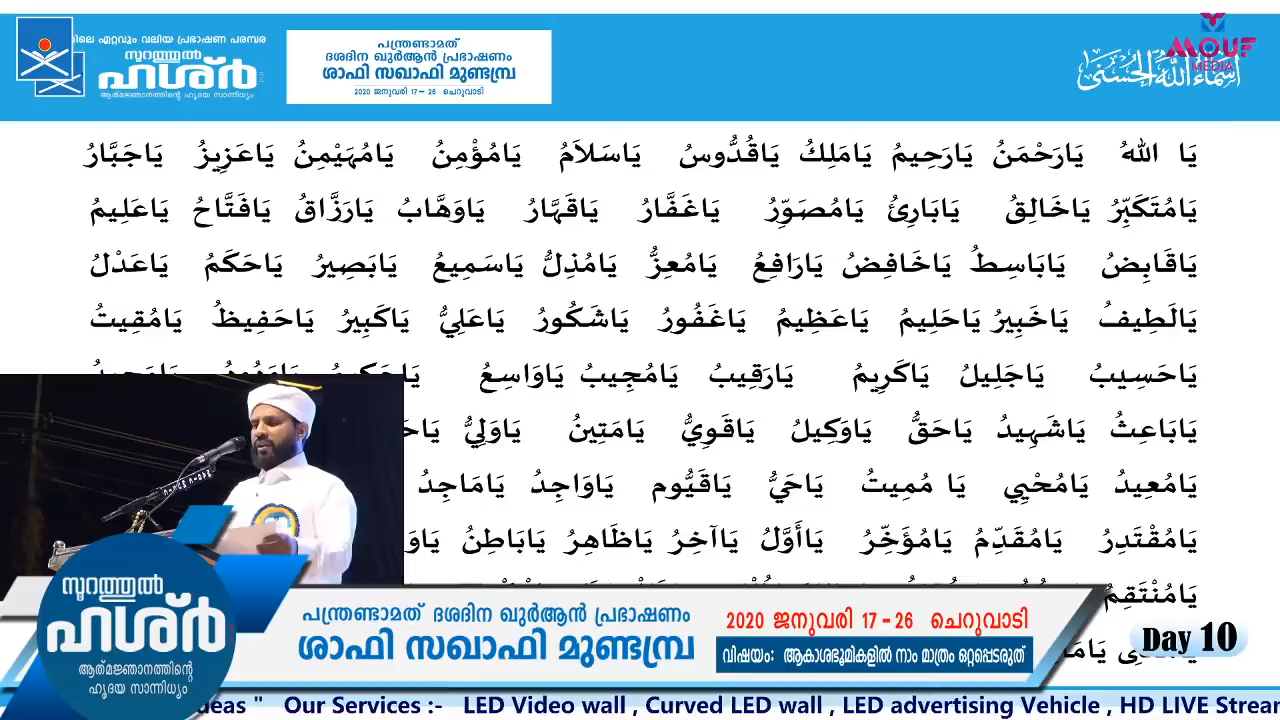 ഏറ്റവും വലിയ പ്രഭാഷണ പരമ്പര
സൂറത്തുൽ
ഹശ്ർ
ആത്മജ്ഞാനത്തിന്റെ ഹൃദയ സാന്നിധ്യം
പന്ത്രണ്ടാമത്
ദശദിന ഖുർആൻ പ്രഭാഷണം
ശാഫി സഖാഫി മുണ്ടമ്പ്ര
2020 ജനുവരി 17 - 26 ചെറുവാടി
MOUF
MEDIA
اسماء الله الحسنى
يَا اللهُ يَارَحْمَنُ يَارَحِيمُ يَامَلِكُ يَاقُدُّوسُ يَاسَلاَمُ يَامُؤْمِنُ يَامُهَيْمِنُ يَاعَزِيزُ يَاجَبَّارُ
يَامُتَكَبِّرُ يَاخَالِقُ يَابَارِئُ يَامُصَوِّرُ يَاغَفَّارُ يَاقَهَّارُ يَاوَهَّابُ يَارَزَّاقُ يَافَتَّاحُ يَاعَلِيمُ
يَاقَابِضُ يَابَاسِطُ يَاخَافِضُ يَارَافِعُ يَامُعِزُّ يَامُذِلُّ يَاسَمِيعُ يَابَصِيرُ يَاحَكَمُ يَاعَدْلُ
يَالَطِيفُ يَاخَبِيرُ يَاحَلِيمُ يَاعَظِيمُ يَاغَفُورُ يَاشَكُورُ يَاعَلِيُّ يَاكَبِيرُ يَاحَفِيظُ يَامُقِيتُ
يَاحَسِيبُ يَاجَلِيلُ يَاكَرِيمُ يَارَقِيبُ يَامُجِيبُ يَاوَاسِعُ
يَابَاعِثُ يَاشَهِيدُ يَاحَقُّ يَاوَكِيلُ يَاقَوِيُّ يَامَتِينُ يَاوَلِيُّ
يَامُعِيدُ يَامُحْيِي يَا مُمِيتُ يَاحَيُّ يَاقَيُّوم يَاوَاجِدُ يَامَاجِدُ
يَامُقْتَدِرُ يَامُقَدِّمُ يَامُؤَخِّرُ يَاأَوَّلُ يَاآخِرُ يَاظَاهِرُ يَابَاطِنُ
يَامُنْتَقِمُ
സൂറത്തുൽ
ഹശ്ർ
ആത്മജ്ഞാനത്തിന്റെ
ഹൃദയ സാന്നിധ്യം
പന്ത്രണ്ടാമത് ദശദിന ഖുർആൻ പ്രഭാഷണം
ശാഫി സഖാഫി മുണ്ടമ്പ്ര
2020 ജനുവരി 17 - 26 ചെറുവാടി
വിഷയം: ആകാശഭൂമികളിൽ നാം മാത്രം ഒറ്റപ്പെടരുത്
Day 10
" Our Services :- LED Video wall , Curved LED wall , LED advertising Vehicle , HD LIVE